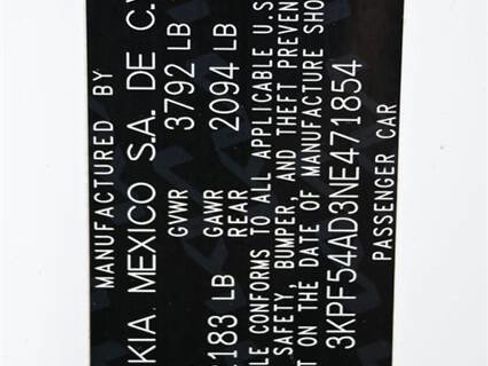 MANUFACTURED BY
KIA MEXICO S.A. DE C.V
GVWR 3792 LB
183 LB GAWR REAR 2094 LB
LE CONFORMS TO ALL APPLICABLE U.S
SAFETY, BUMPER, AND THEFT PREVEN
T ON THE DATE OF MANUFACTURE SHO
3KPF54AD3NE471854
PASSENGER CAR